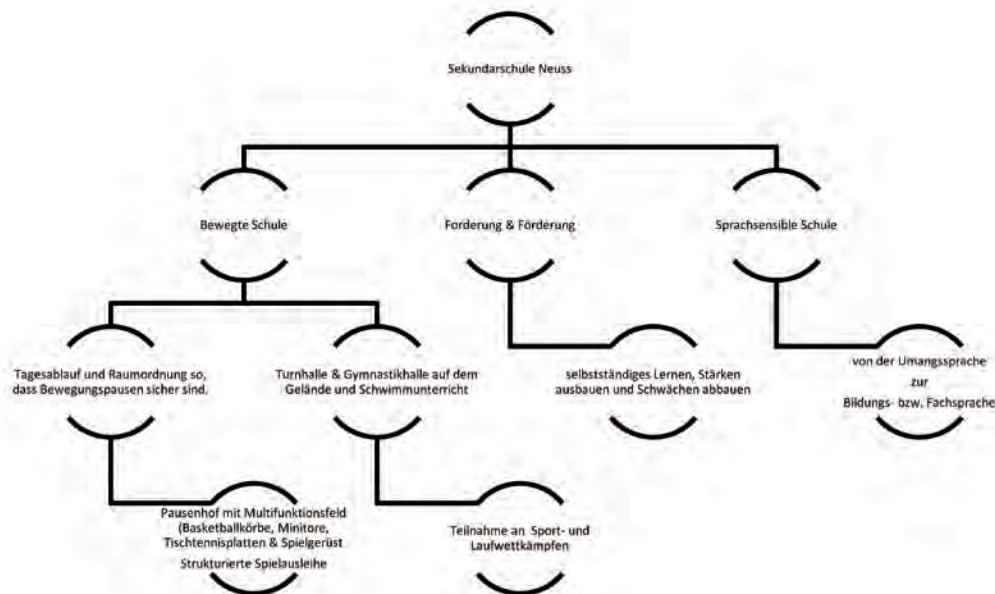 Sekundarschule Neuss
Bewegte Schule
Forderung & Förderung
Sprachsensible Schule
Tagesablauf und Raumordnung so,
dass Bewegungspausen sicher sind.
Turnhalle & Gymnastikhalle auf dem
Gelände und Schwimmunterricht
selbstständiges Lernen, Stärken
ausbauen und Schwächen abbauen
von der Umangssprache
zur
Bildungs- bzw. Fachsprache
Pausenhof mit Multifunktionsfeld
(Basketballkörbe, Minitore,
Tischtennisplatten & Spielgerüst
Strukturierte Spielausleihe
Teilnahme an Sport- und
Laufwettkämpfen